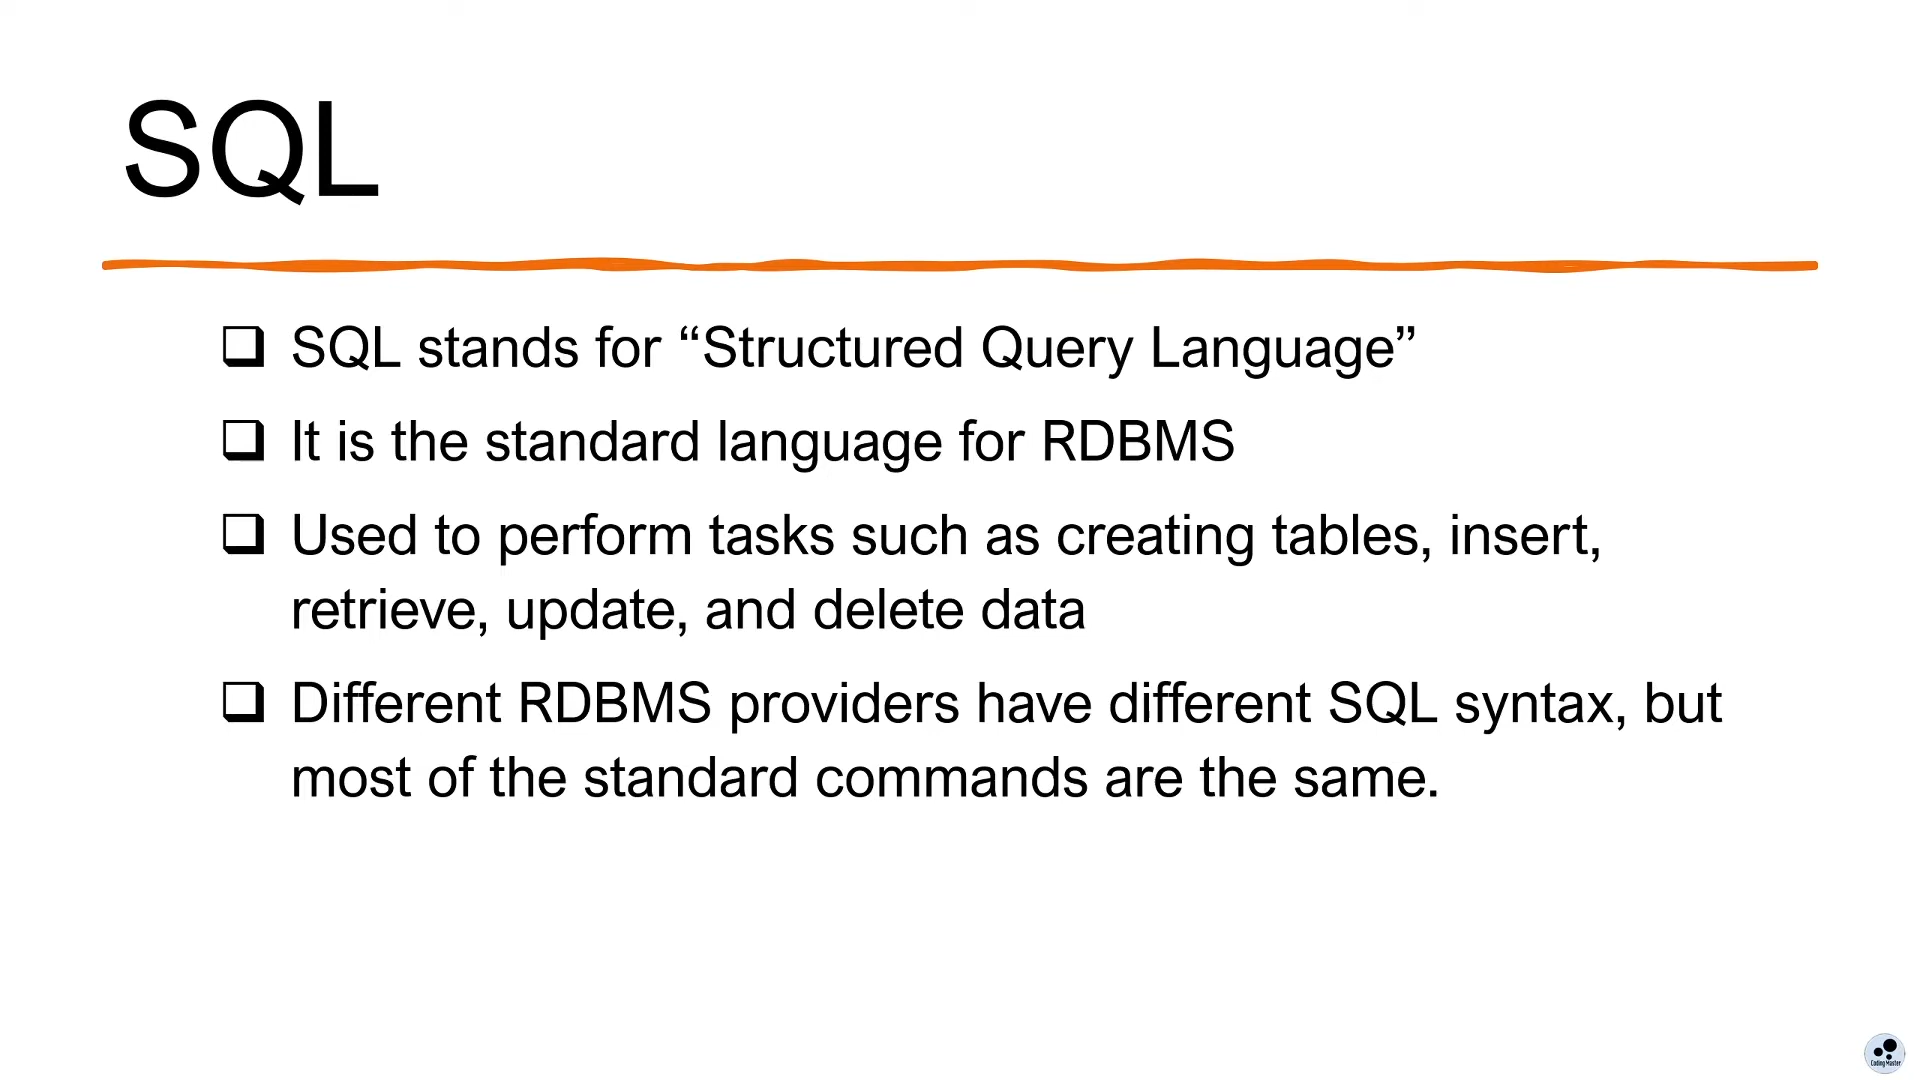 SQL
SQL stands for “Structured Query Language”
It is the standard language for RDBMS
Used to perform tasks such as creating tables, insert,
retrieve, update, and delete data
Different RDBMS providers have different SQL syntax, but
most of the standard commands are the same.
Coding Master